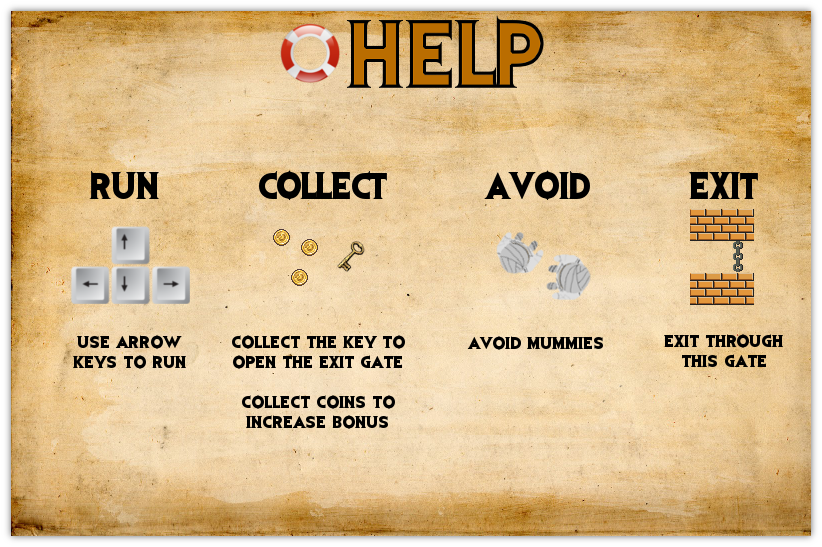 HELP
RUN
COLLECT
AVOID
EXIT
USE ARROW
KEYS TO RUN
COLLECT THE KEY TO
OPEN THE EXIT GATE
COLLECT COINS TO
INCREASE BONUS
AVOID MUMMIES
EXIT THROUGH
THIS GATE